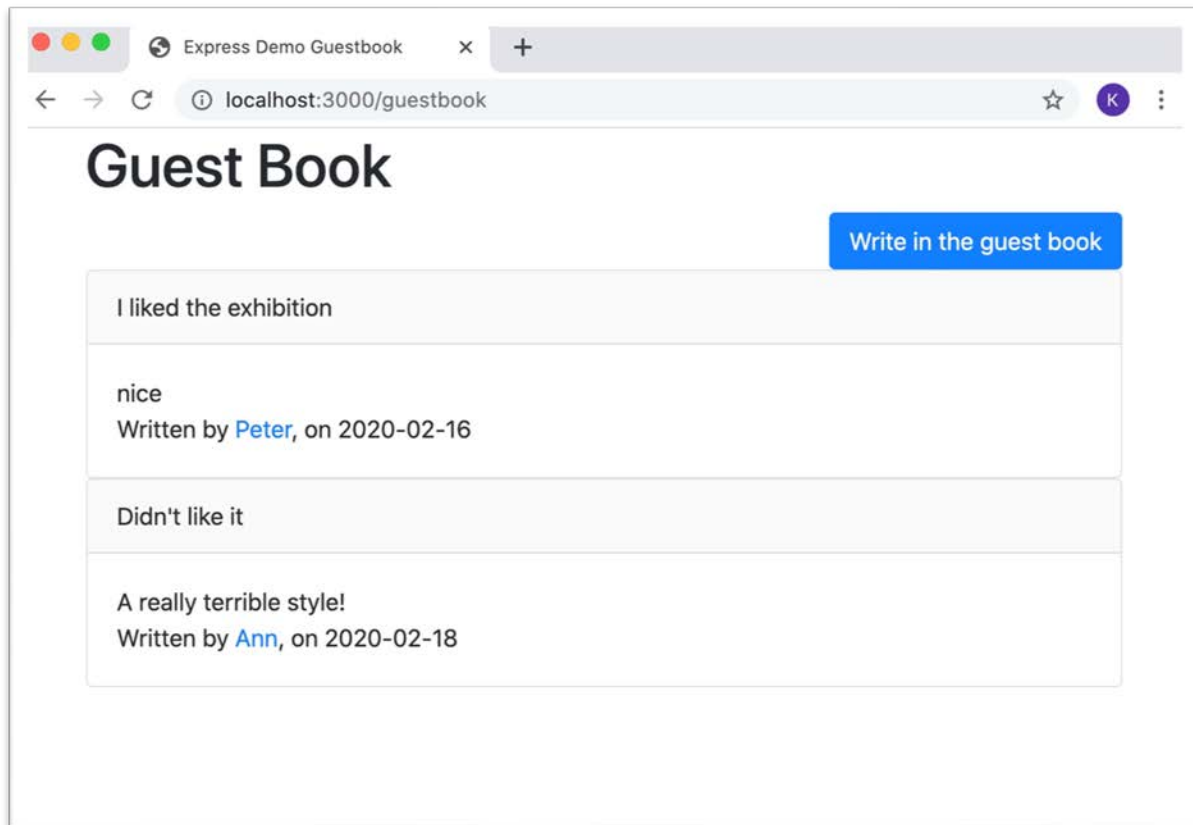 Express Demo Guestbook
localhost:3000/guestbook
K
Guest Book
Write in the guest book
I liked the exhibition
nice
Written by Peter, on 2020-02-16
Didn't like it
A really terrible style!
Written by Ann, on 2020-02-18